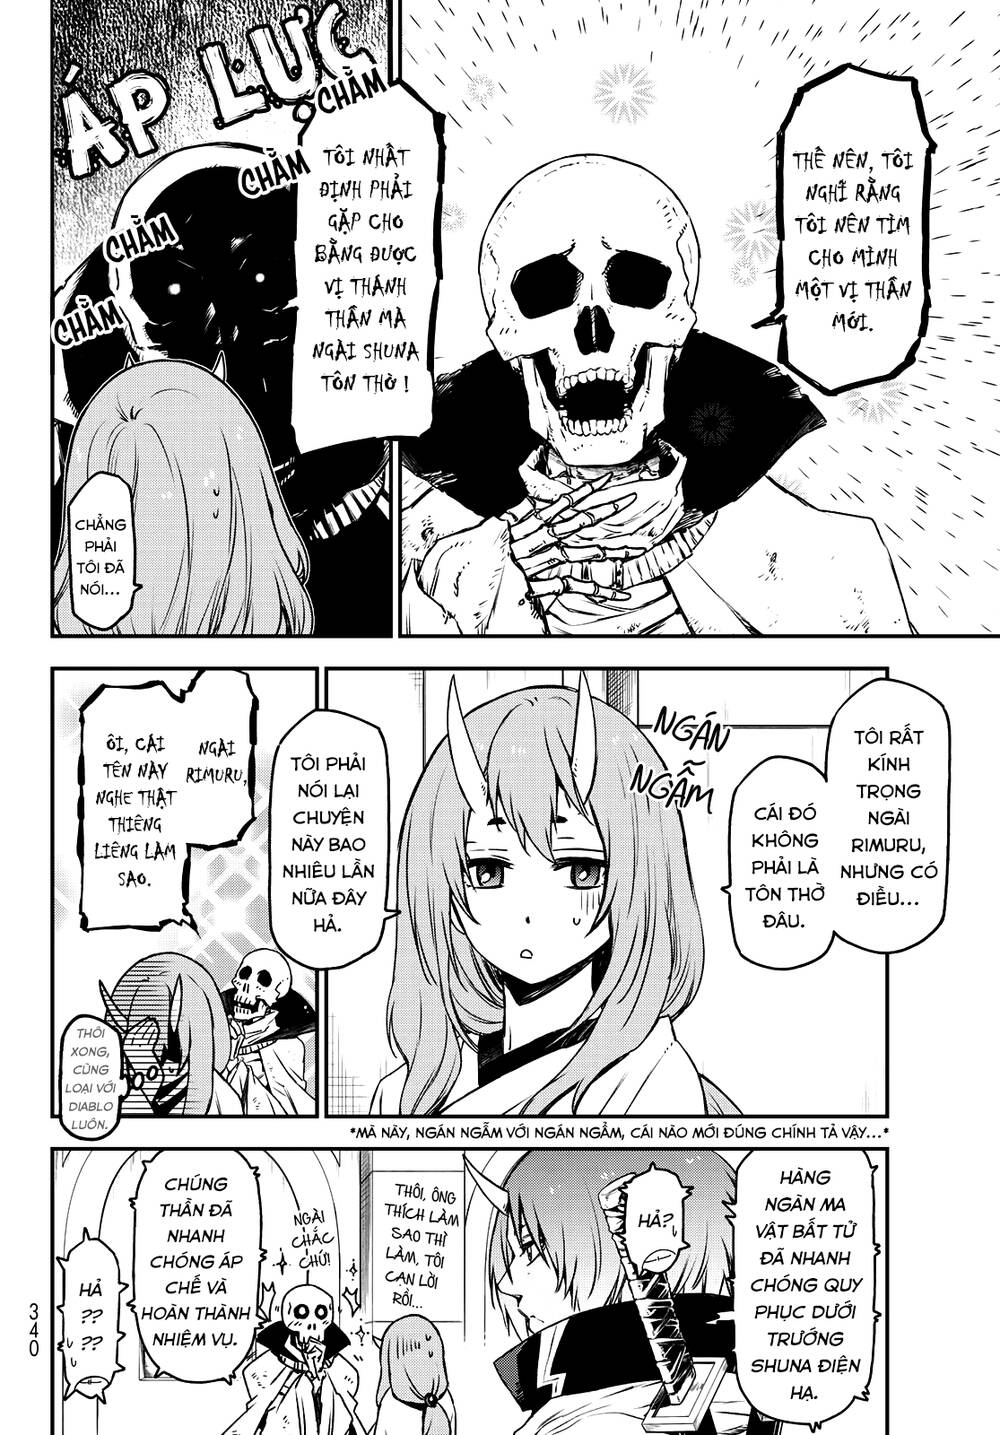 THẾ NÊN, TÔI
NGHĨ RẰNG
TÔI NÊN TÌM
CHO MÌNH
MỘT VỊ THẦN
MỚI.
ÁP LỰC
CHẰM
CHẰM
CHẰM
CHẰM
TÔI NHẤT
ĐỊNH PHẢI
GẶP CHO
BẰNG ĐƯỢC
VỊ THÁNH
THẦN MÀ
NGÀI SHUNA
TÔN THỜ !
CHẲNG
PHẢI
TÔI ĐÃ
NÓI...
TÔI RẤT
KÍNH
TRỌNG
NGÀI
RIMURU,
NHƯNG CÓ
ĐIỀU...
CÁI ĐÓ
KHÔNG
PHẢI LÀ
TÔN THỜ
ĐÂU.
NGÁN
NGẪM
TÔI PHẢI
NÓI LẠI
CHUYỆN
NÀY BAO
NHIÊU LẦN
NỮA ĐÂY
HẢ.
*MÀ NÀY, NGÁN NGẪM VỚI NGÁN NGẨM, CÁI NÀO MỚI ĐÚNG CHÍNH TẢ VẬY...*
NGÀI
RIMURU,
ÔI, CÁI
TÊN NÀY
NGHE THẬT
THIÊNG
LIÊNG LÀM
SAO.
THÔI
XONG,
CÙNG
LOẠI VỚI
DIABLO
LUÔN.
HÀNG
NGÀN MA
VẬT BẤT TỬ
ĐÃ NHANH
CHÓNG QUY
PHỤC DƯỚI
TRƯỚNG
SHUNA ĐIỆN
HẠ.
HẢ?
THÔI, ÔNG
THÍCH LÀM
SAO THÌ
LÀM, TÔI
CẠN LỜI
RỒI...
NGÀI
CHẮC
CHỨ!
CHÚNG
THẦN ĐÃ
NHANH
CHÓNG ÁP
CHẾ VÀ
HOÀN THÀNH
NHIỆM VỤ.
HẢ
??
??
340